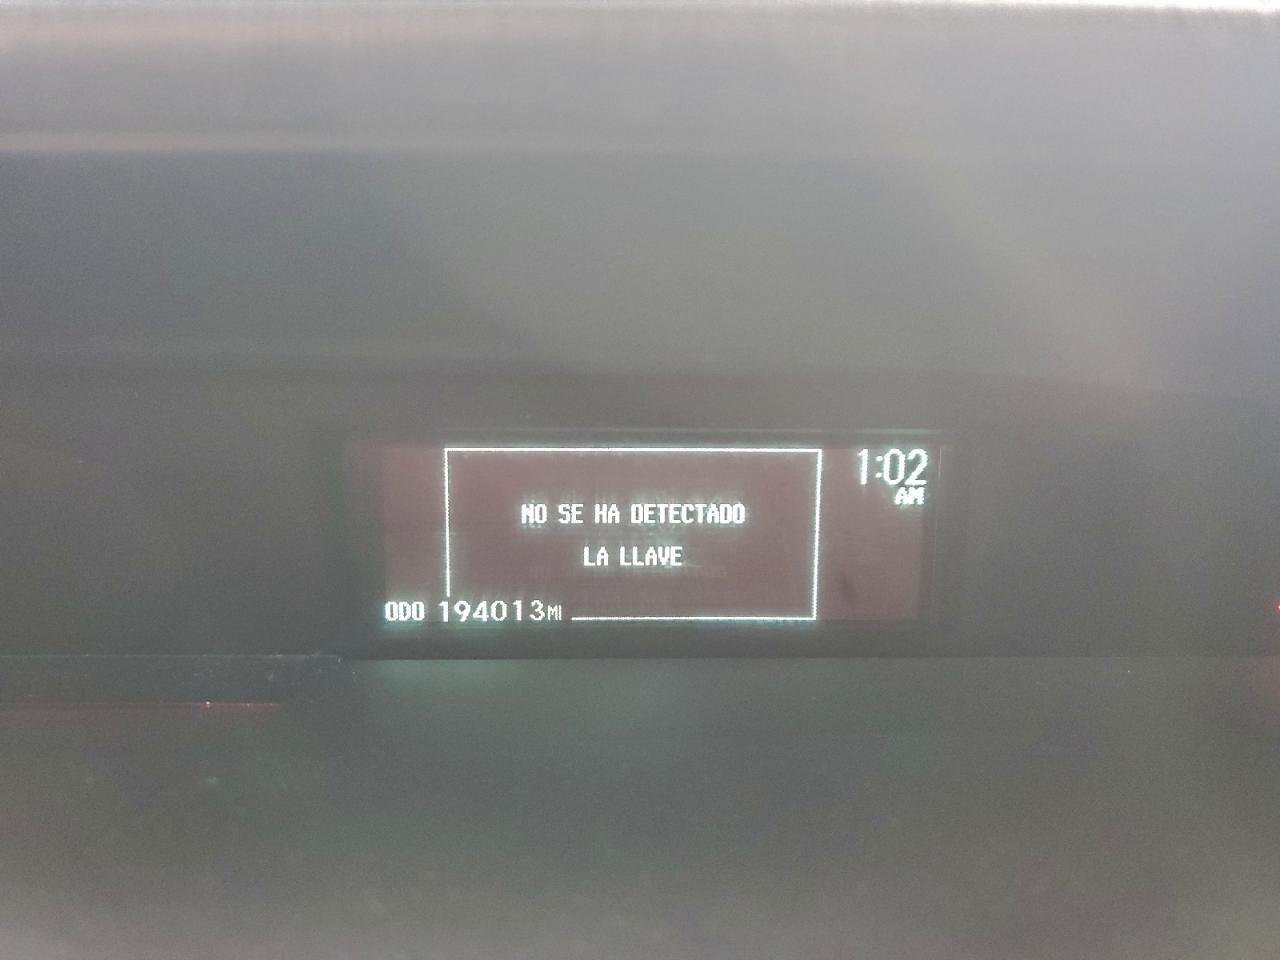 1:02
AM
NO SE HA DETECTADO
LA LLAVE
ODO 194013MI